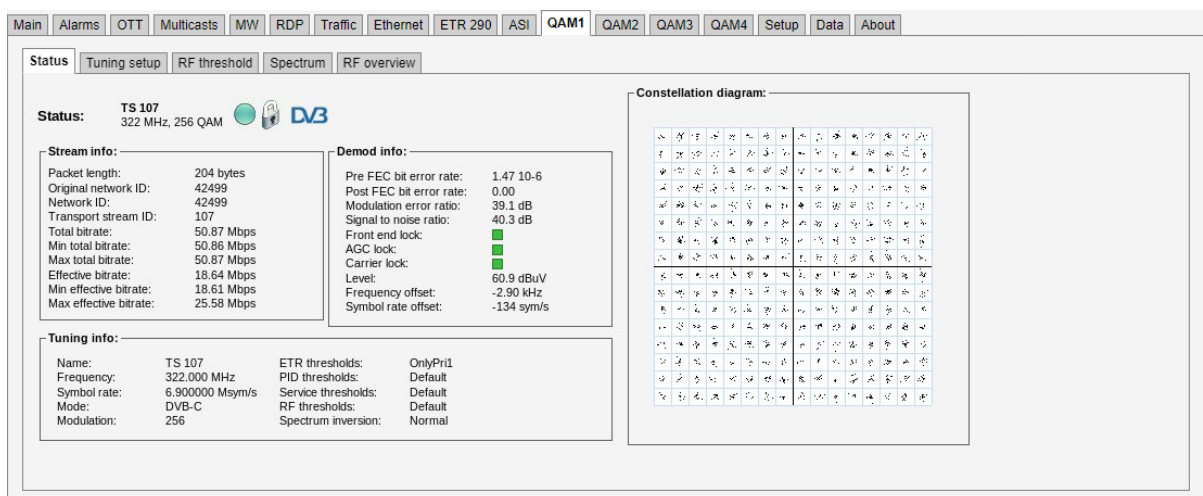 Main Alarms OTT Multicasts MW RDP Traffic Ethernet ETR 290 ASI QAM1 QAM2 QAM3 QAM4 Setup Data About
Status Tuning setup RF threshold Spectrum RF overview
Status: TS 107
322 MHz, 256 QAM DVB
Stream info:
Packet length: 204 bytes
Original network ID: 42499
Network ID: 42499
Transport stream ID: 107
Total bitrate: 50.87 Mbps
Min total bitrate: 50.86 Mbps
Max total bitrate: 50.87 Mbps
Effective bitrate: 18.64 Mbps
Min effective bitrate: 18.61 Mbps
Max effective bitrate: 25.58 Mbps
Demod info:
Pre FEC bit error rate: 1.47 10-6
Post FEC bit error rate: 0.00
Modulation error ratio: 39.1 dB
Signal to noise ratio: 40.3 dB
Front end lock:
AGC lock:
Carrier lock:
Level: 60.9 dBuV
Frequency offset: -2.90 kHz
Symbol rate offset: -134 sym/s
Tuning info:
Name: TS 107 ETR thresholds: OnlyPri1
Frequency: 322.000 MHz PID thresholds: Default
Symbol rate: 6.900000 Msym/s Service thresholds: Default
Mode: DVB-C RF thresholds: Default
Modulation: 256 Spectrum inversion: Normal
Constellation diagram: